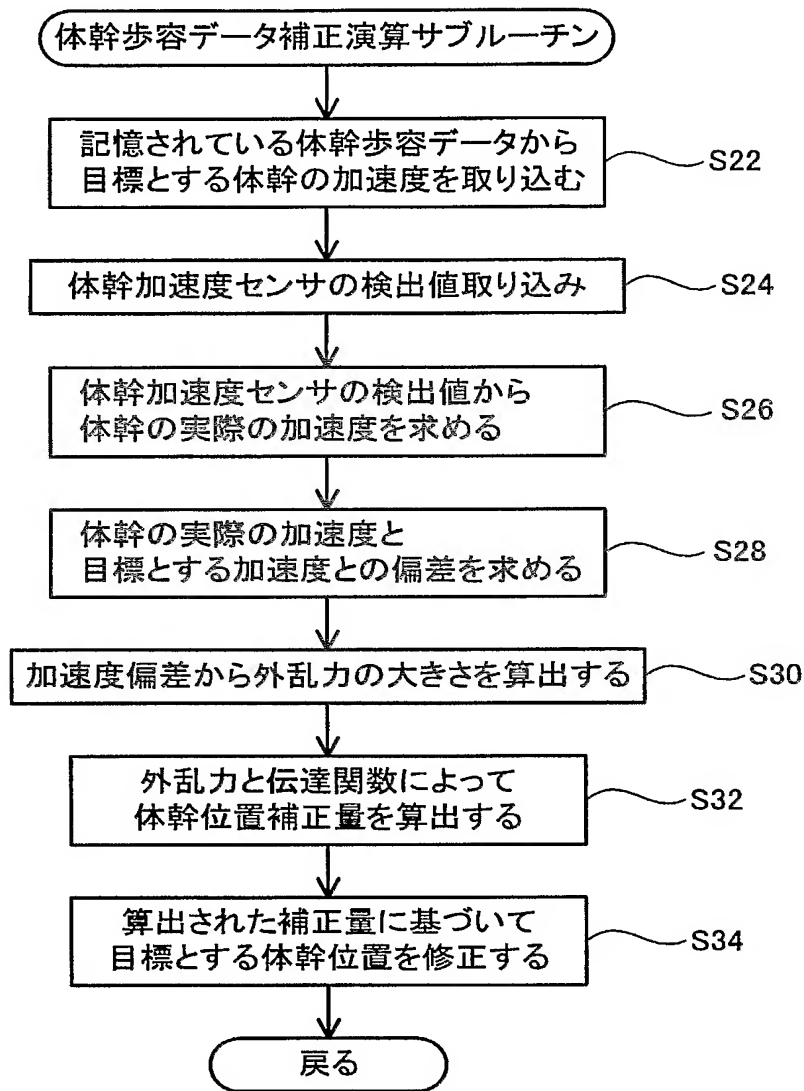 体幹歩容データ補正演算サブルーチン
記憶されている体幹歩容データから
目標とする体幹の加速度を取り込む
S22
体幹加速度センサの検出値取り込み
S24
体幹加速度センサの検出値から
体幹の実際の加速度を求める
S26
体幹の実際の加速度と
目標とする加速度との偏差を求める
S28
加速度偏差から外乱力の大きさを算出する
S30
外乱力と伝達関数によって
体幹位置補正量を算出する
S32
算出された補正量に基づいて
目標とする体幹位置を修正する
S34
戻る